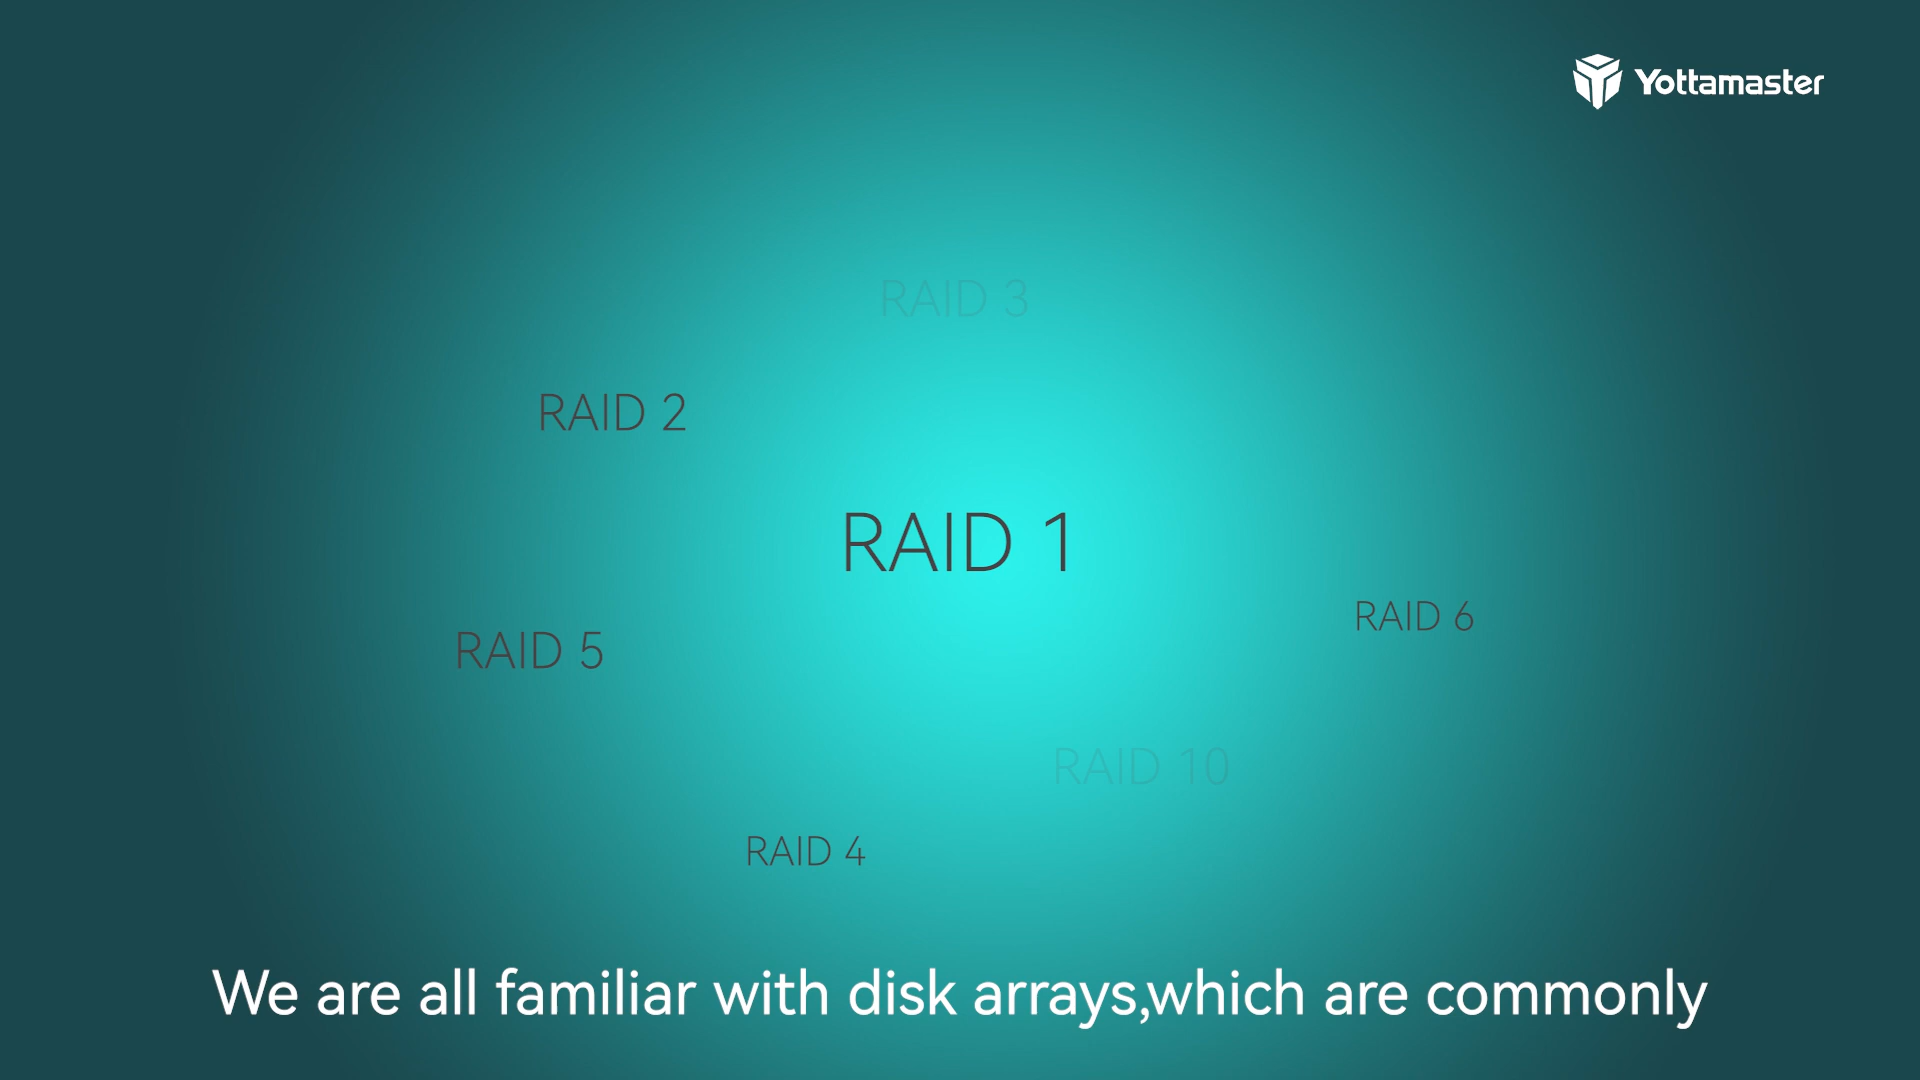 Yottamaster
RAID 3
RAID 2
RAID 1
RAID 6
RAID 5
RAID 10
RAID 4
We are all familiar with disk arrays,which are commonly